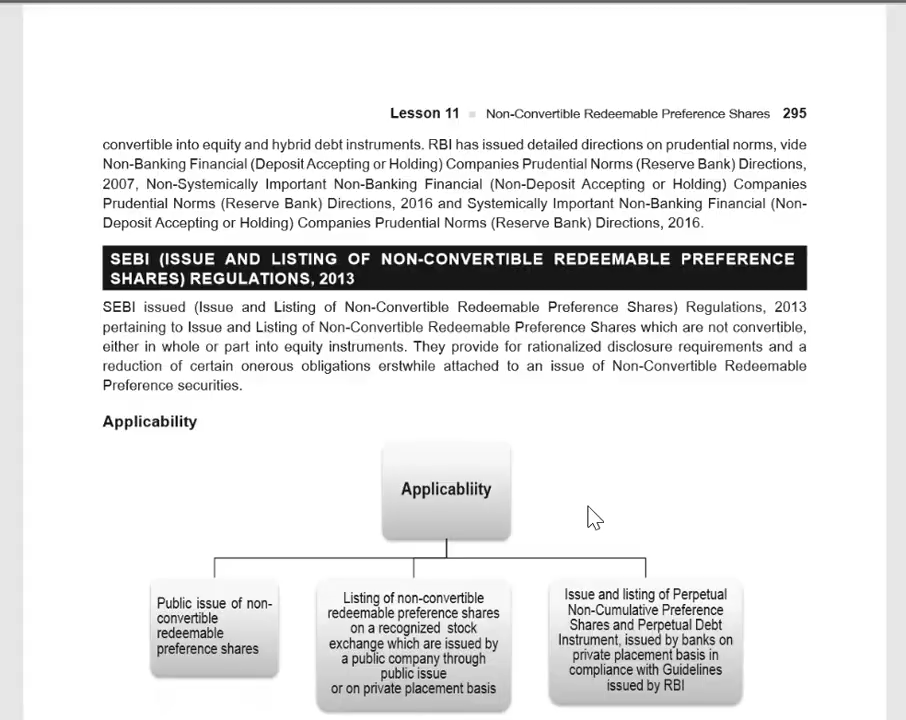 Lesson 11 ■ Non-Convertible Redeemable Preference Shares 295
convertible into equity and hybrid debt instruments. RBI has issued detailed directions on prudential norms, vide
Non-Banking Financial (Deposit Accepting or Holding) Companies Prudential Norms (Reserve Bank) Directions,
2007, Non-Systemically Important Non-Banking Financial (Non-Deposit Accepting or Holding) Companies
Prudential Norms (Reserve Bank) Directions, 2016 and Systemically Important Non-Banking Financial (Non-
Deposit Accepting or Holding) Companies Prudential Norms (Reserve Bank) Directions, 2016.
SEBI (ISSUE AND LISTING OF NON-CONVERTIBLE REDEEMABLE PREFERENCE
SHARES) REGULATIONS, 2013
SEBI issued (Issue and Listing of Non-Convertible Redeemable Preference Shares) Regulations, 2013
pertaining to Issue and Listing of Non-Convertible Redeemable Preference Shares which are not convertible,
either in whole or part into equity instruments. They provide for rationalized disclosure requirements and a
reduction of certain onerous obligations erstwhile attached to an issue of Non-Convertible Redeemable
Preference securities.
Applicability
Applicabliity
Public issue of non-
convertible
redeemable
preference shares
Listing of non-convertible
redeemable preference shares
on a recognized stock
exchange which are issued by
a public company through
public issue
or on private placement basis
Issue and listing of Perpetual
Non-Cumulative Preference
Shares and Perpetual Debt
Instrument, issued by banks on
private placement basis in
compliance with Guidelines
issued by RBI